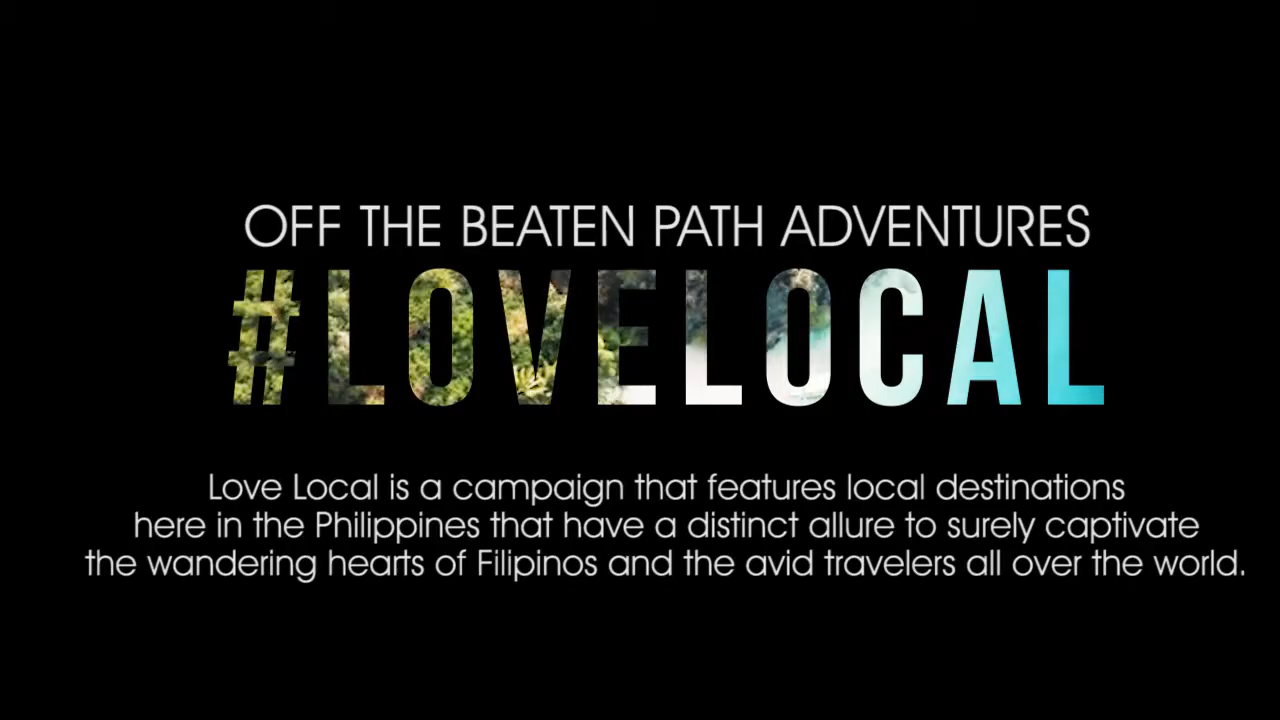 OFF THE BEATEN PATH ADVENTURES
#LOVELOCAL
Love Local is a campaign that features local destinations
here in the Philippines that have a distinct allure to surely captivate
the wandering hearts of Filipinos and the avid travelers all over the world.